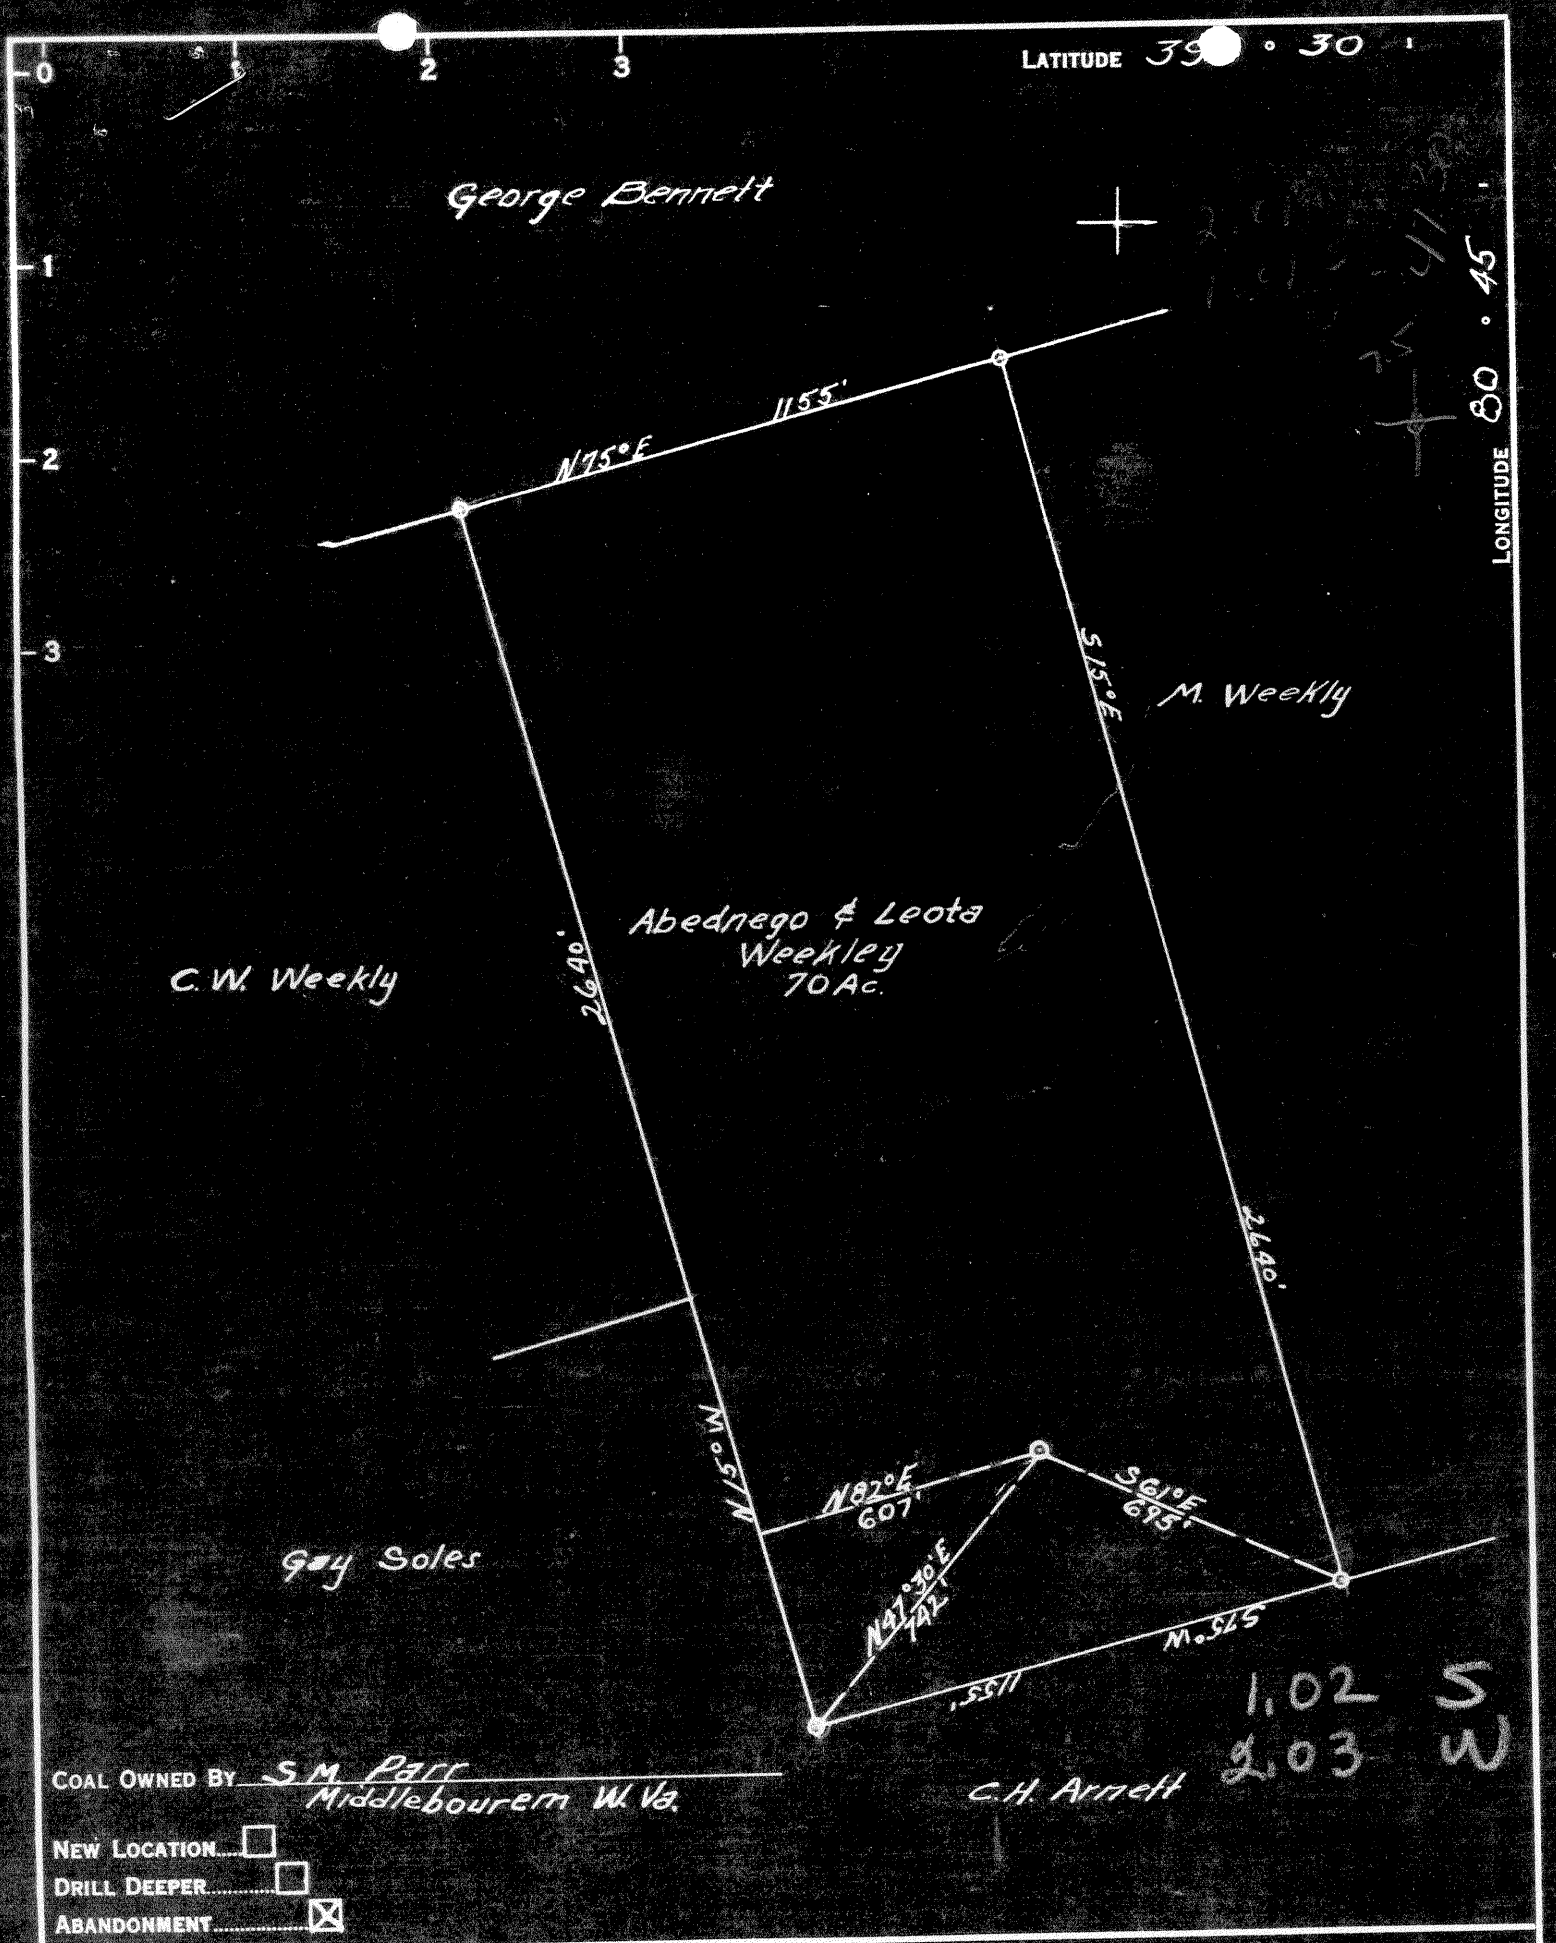 0
1
2
3
LATITUDE 39 ° 30 '
George Bennett
1
LONGITUDE 80 ° 45 '
N75°E 1155'
2
3
S15°E
M. Weekly
Abednego & Leota
Weekley
70 Ac.
C. W. Weekly
2640'
2640'
N15°W
N82°E
607'
S61°E
695'
N47°30'E
742'
Gay Soles
S75°W
1155'
1.02 S
2.03 W
COAL OWNED BY S M Parr
Middlebourem W. Va.
C.H. Arnett
NEW LOCATION
DRILL DEEPER
ABANDONMENT